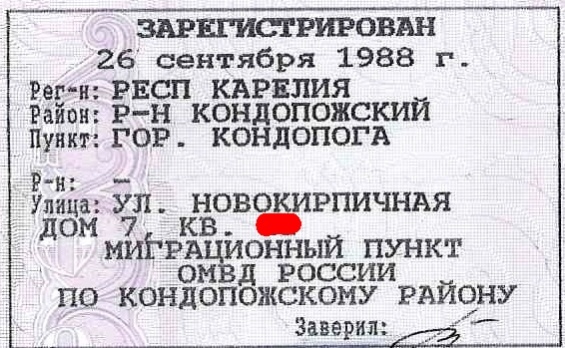 ЗАРЕГИСТРИРОВАН
26 сентября 1988 г.
Рег-н: РЕСП КАРЕЛИЯ
Район: Р-Н КОНДОПОЖСКИЙ
Пункт: ГОР. КОНДОПОГА
Р-н: –
Улица: УЛ. НОВОКИРПИЧНАЯ
ДОМ 7, КВ.
МИГРАЦИОННЫЙ ПУНКТ
ОМВД РОССИИ
ПО КОНДОПОЖСКОМУ РАЙОНУ
Заверил: